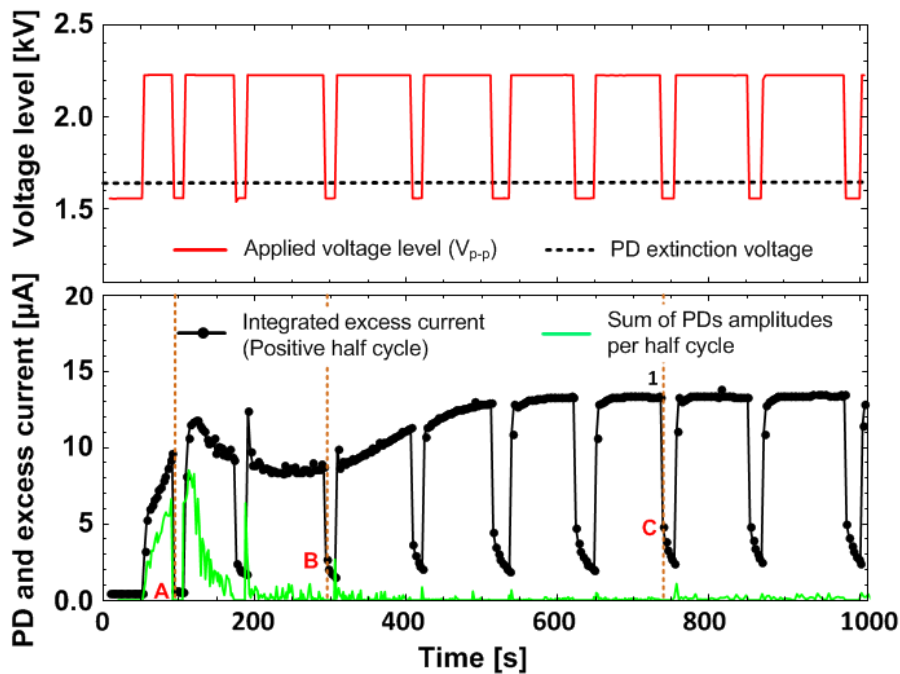 Voltage level [kV]
2.5
2.0
1.5
Applied voltage level (Vp-p)
PD extinction voltage
PD and excess current [µA]
20
15
10
5
0.0
Integrated excess current
(Positive half cycle)
Sum of PDs amplitudes
per half cycle
1
A
B
C
0
200
400
600
800
1000
Time [s]